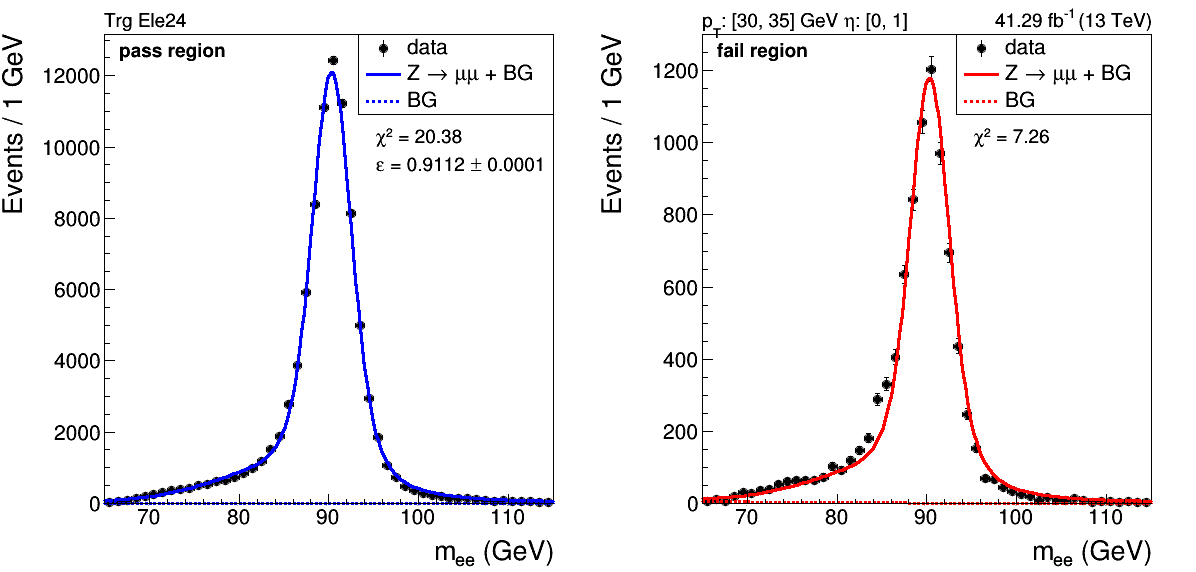 Trg Ele24
pass region
data
Z → μμ + BG
BG
χ² = 20.38
ε = 0.9112 ± 0.0001
Events / 1 GeV
12000
10000
8000
6000
4000
2000
0
70 80 90 100 110
m_ee (GeV)
p_T: [30, 35] GeV η: [0, 1] 41.29 fb⁻¹ (13 TeV)
fail region
data
Z → μμ + BG
BG
χ² = 7.26
Events / 1 GeV
1200
1000
800
600
400
200
0
70 80 90 100 110
m_ee (GeV)